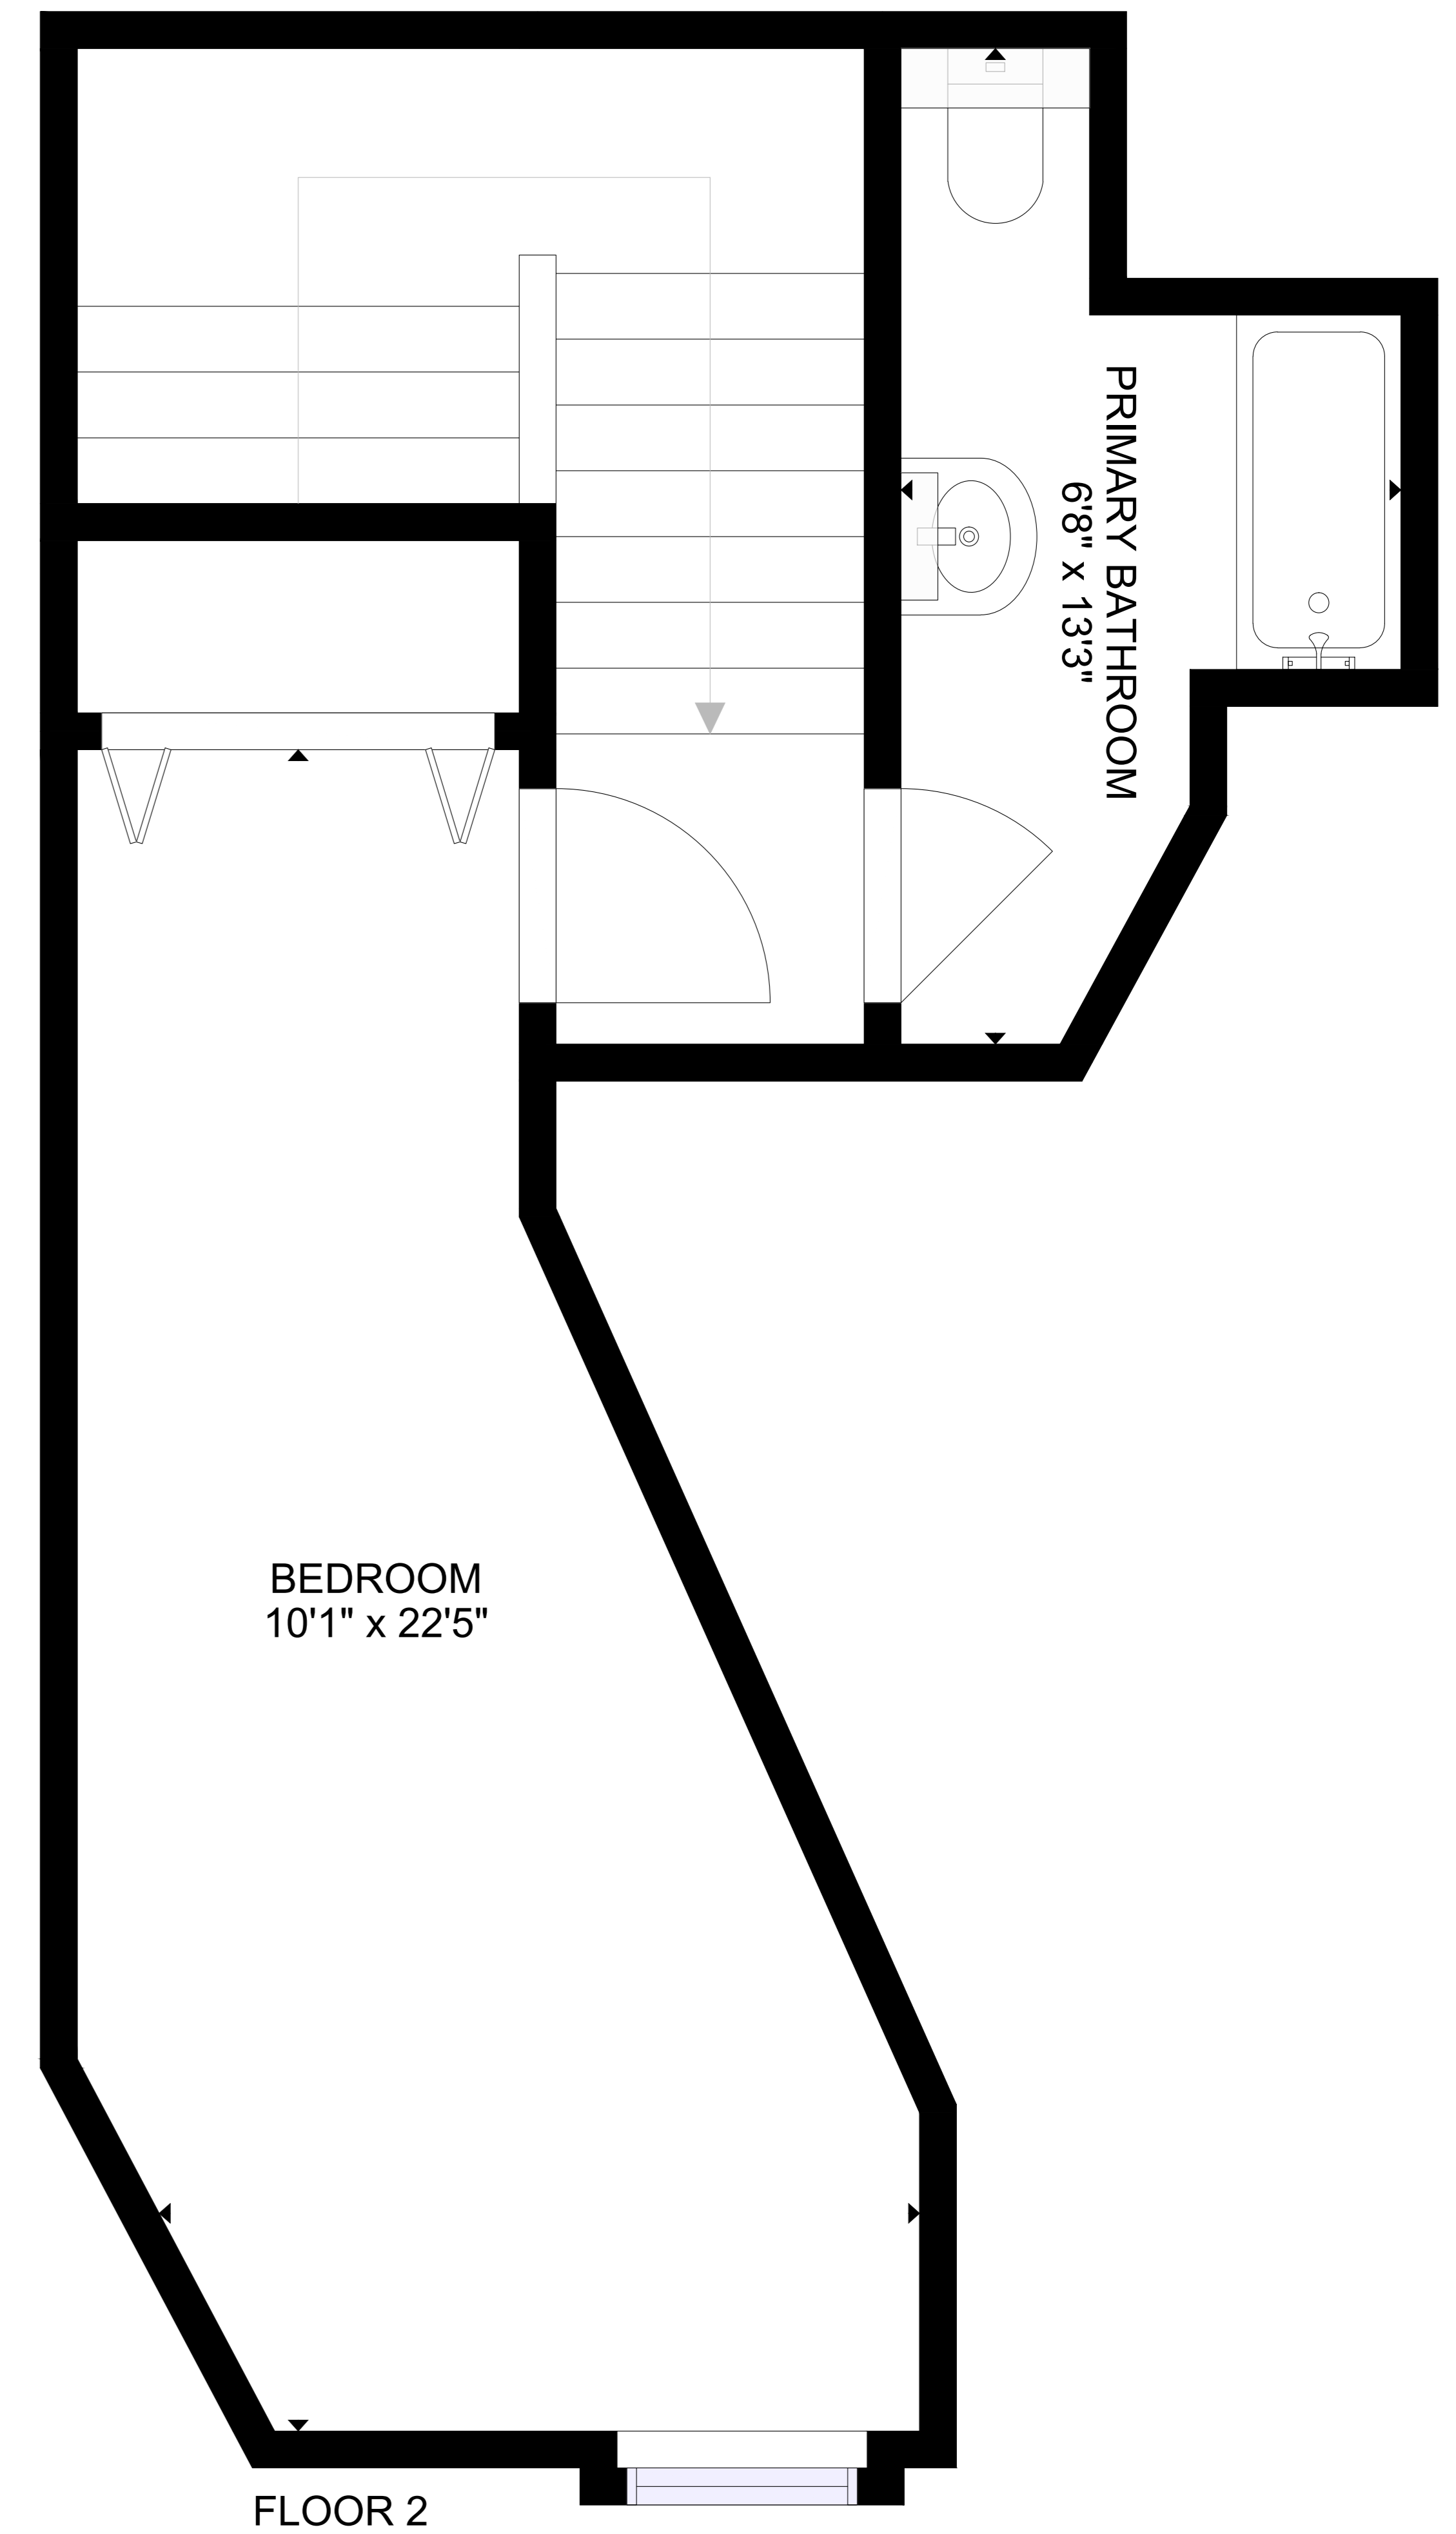 PRIMARY BATHROOM
6'8" x 13'3"
BEDROOM
10'1" x 22'5"
FLOOR 2